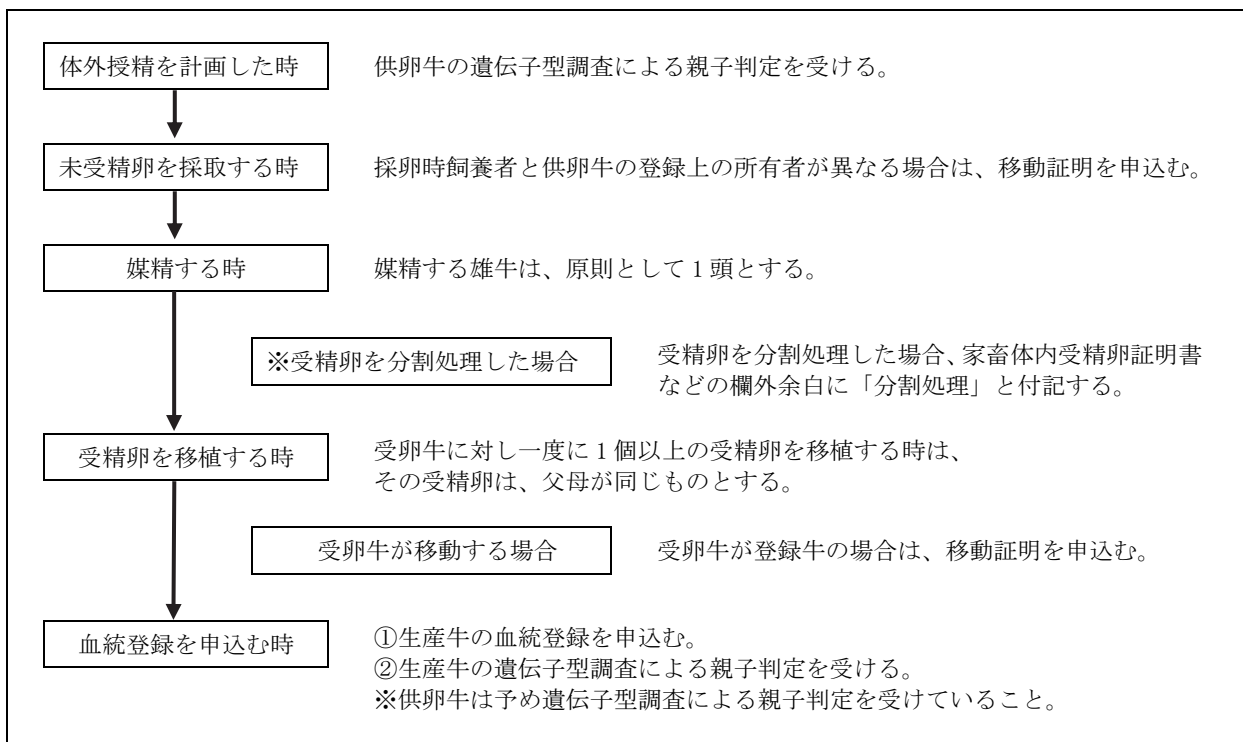 体外授精を計画した時
供卵牛の遺伝子型調査による親子判定を受ける。
未受精卵を採取する時
採卵時飼養者と供卵牛の登録上の所有者が異なる場合は、移動証明を申込む。
媒精する時
媒精する雄牛は、原則として1頭とする。
※受精卵を分割処理した場合
受精卵を分割処理した場合、家畜体内受精卵証明書
などの欄外余白に「分割処理」と付記する。
受精卵を移植する時
受卵牛に対し一度に1個以上の受精卵を移植する時は、
その受精卵は、父母が同じものとする。
受卵牛が移動する場合
受卵牛が登録牛の場合は、移動証明を申込む。
血統登録を申込む時
①生産牛の血統登録を申込む。
②生産牛の遺伝子型調査による親子判定を受ける。
※供卵牛は予め遺伝子型調査による親子判定を受けていること。